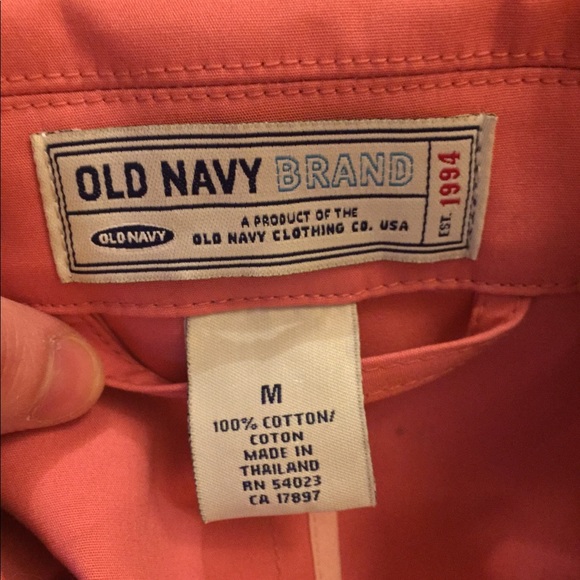 OLD NAVY BRAND
EST. 1994
OLD NAVY
A PRODUCT OF THE
OLD NAVY CLOTHING CO. USA
M
100% COTTON/
COTON
MADE IN
THAILAND
RN 54023
CA 17897